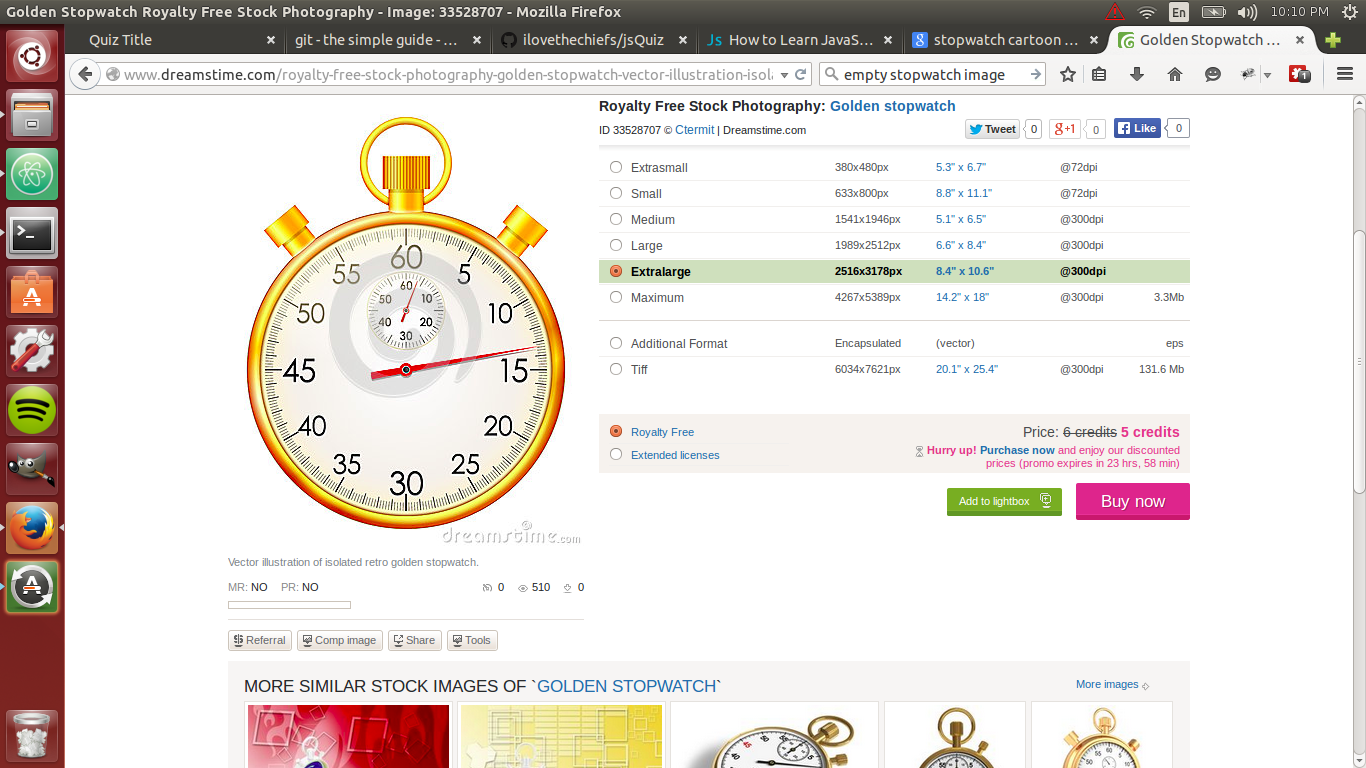 Golden Stopwatch Royalty Free Stock Photography - Image: 33528707 - Mozilla Firefox
En
10:10 PM
Quiz Title
git - the simple guide - ...
ilovethechiefs/jsQuiz
Js How to Learn JavaS...
stopwatch cartoon ...
Golden Stopwatch ...
www.dreamstime.com/royalty-free-stock-photography-golden-stopwatch-vector-illustration-isol
empty stopwatch image
1
Royalty Free Stock Photography: Golden stopwatch
ID 33528707 © Ctermit | Dreamstime.com
Tweet 0
g +1 0
Like 0
Extrasmall 380x480px 5.3" x 6.7" @72dpi
Small 633x800px 8.8" x 11.1" @72dpi
Medium 1541x1946px 5.1" x 6.5" @300dpi
Large 1989x2512px 6.6" x 8.4" @300dpi
Extralarge 2516x3178px 8.4" x 10.6" @300dpi
Maximum 4267x5389px 14.2" x 18" @300dpi 3.3Mb
Additional Format Encapsulated (vector) eps
Tiff 6034x7621px 20.1" x 25.4" @300dpi 131.6 Mb
Royalty Free
Extended licenses
Price: 6 credits 5 credits
Hurry up! Purchase now and enjoy our discounted
prices (promo expires in 23 hrs, 58 min)
Add to lightbox
Buy now
60
5
10
15
20
25
30
35
40
45
50
55
60
10
20
30
40
50
dreamstime.com
Vector illustration of isolated retro golden stopwatch.
MR: NO PR: NO 0 510 0
Referral
Comp image
Share
Tools
MORE SIMILAR STOCK IMAGES OF `GOLDEN STOPWATCH`
More images